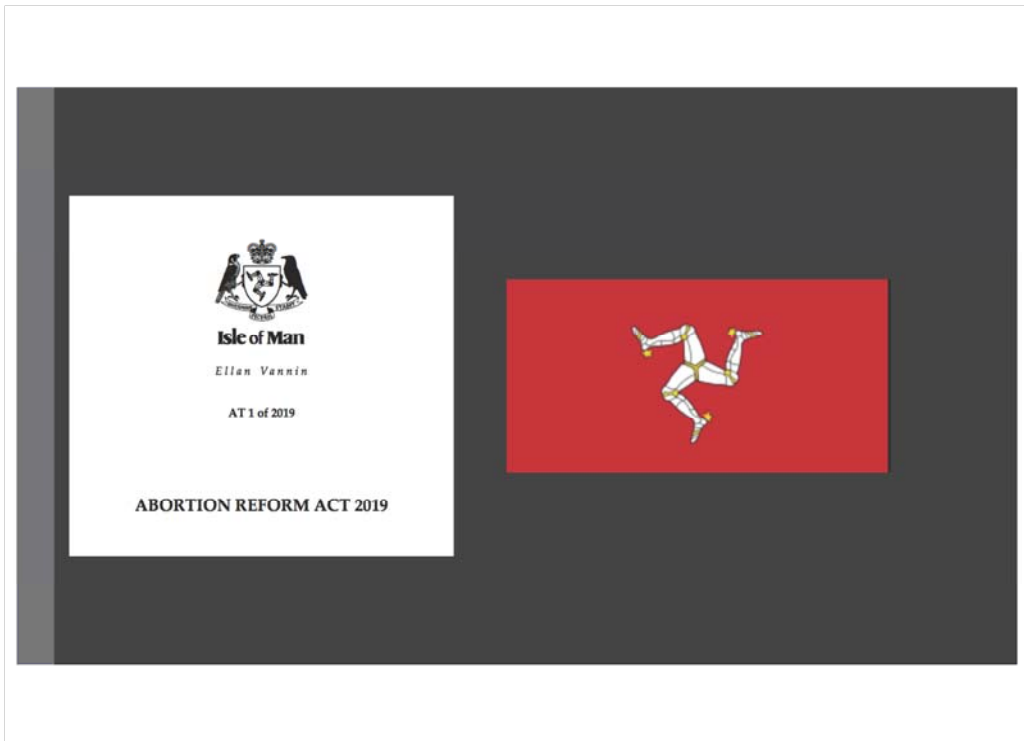 Isle of Man
Ellan Vannin
AT 1 of 2019
ABORTION REFORM ACT 2019